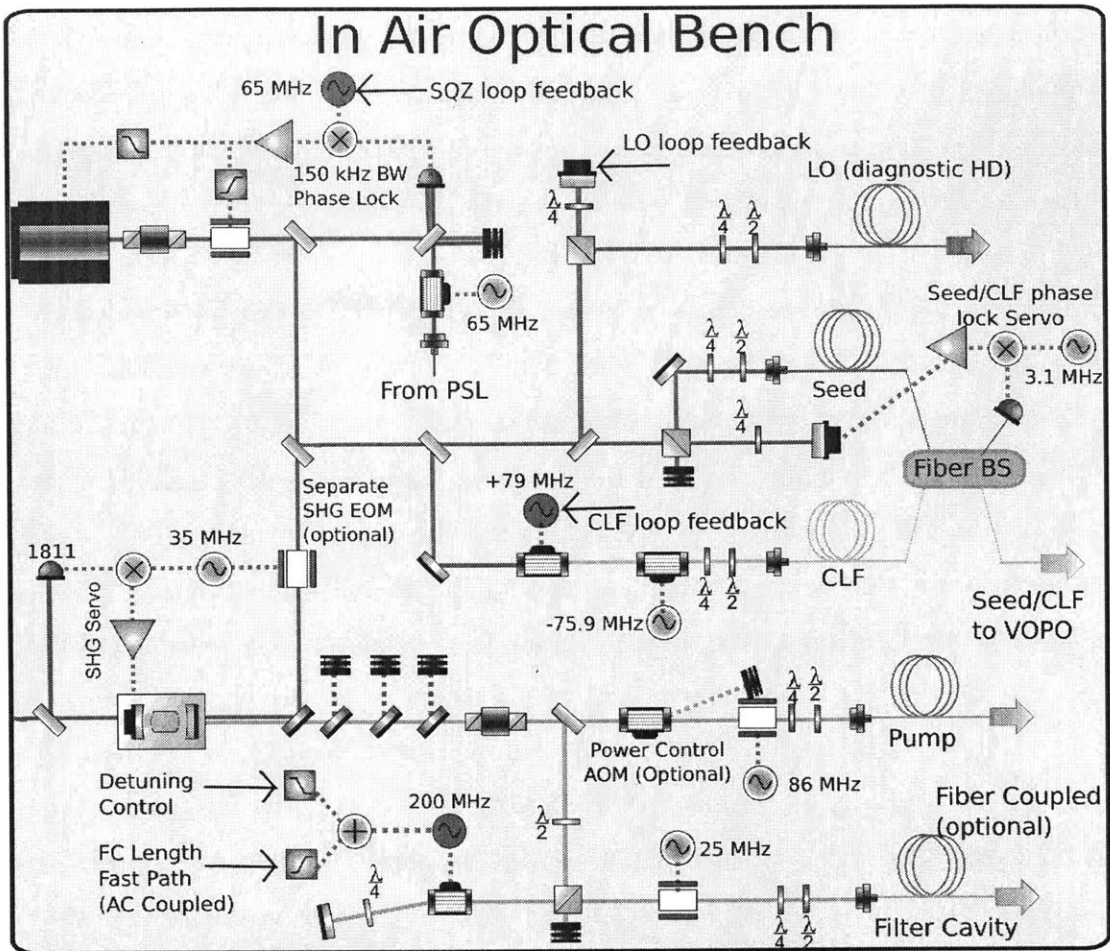 In Air Optical Bench
65 MHz
SQZ loop feedback
150 kHz BW
Phase Lock
LO loop feedback
LO (diagnostic HD)
λ
4
λ
4
λ
2
65 MHz
From PSL
Seed/CLF phase
lock Servo
3.1 MHz
λ
4
λ
2
Seed
λ
4
Fiber BS
Separate
SHG EOM
(optional)
+79 MHz
CLF loop feedback
1811
35 MHz
SHG Servo
-75.9 MHz
λ
4
λ
2
CLF
Seed/CLF
to VOPO
Power Control
AOM (Optional)
λ
4
λ
2
86 MHz
Pump
Detuning
Control
200 MHz
FC Length
Fast Path
(AC Coupled)
λ
4
λ
2
25 MHz
Fiber Coupled
(optional)
λ
4
λ
2
Filter Cavity